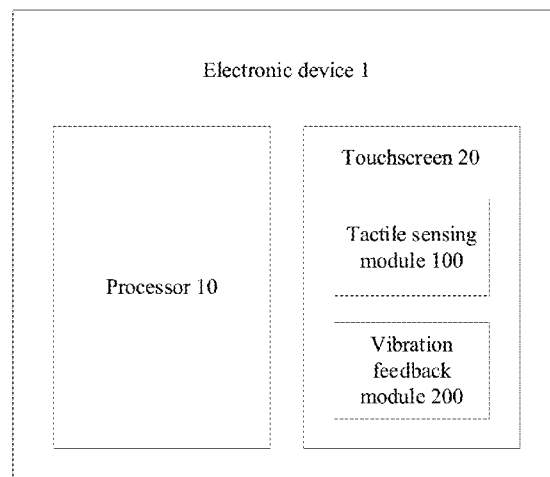 Electronic device 1
Processor 10
Touchscreen 20
Tactile sensing
module 100
Vibration
feedback
module 200